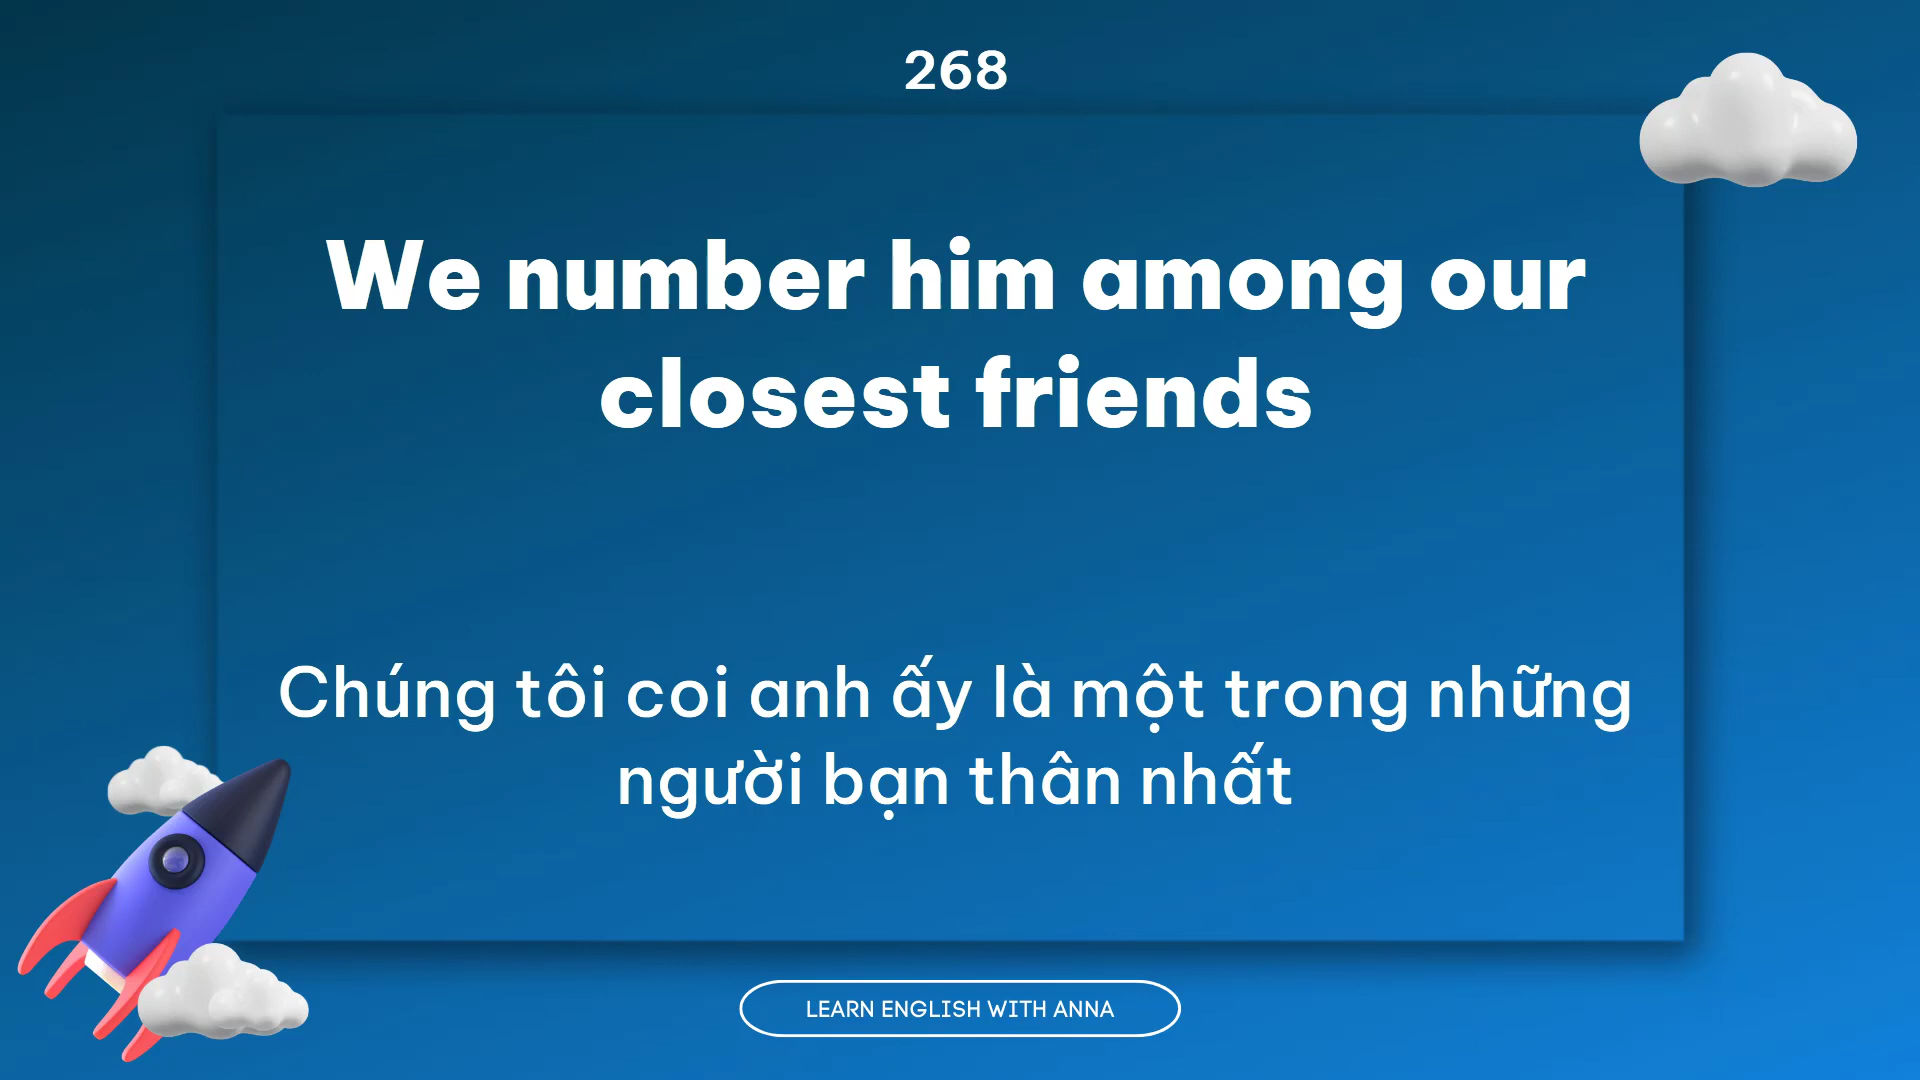 268
We number him among our
closest friends
Chúng tôi coi anh ấy là một trong những
người bạn thân nhất
LEARN ENGLISH WITH ANNA